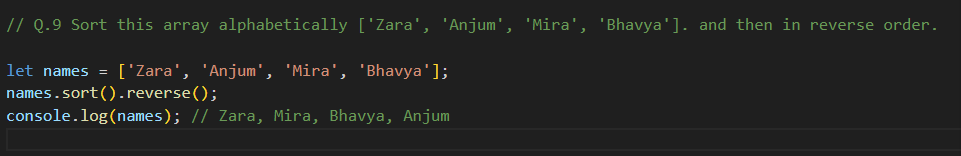 // Q.9 Sort this array alphabetically ['Zara', 'Anjum', 'Mira', 'Bhavya']. and then in reverse order.
let names = ['Zara', 'Anjum', 'Mira', 'Bhavya'];
names.sort().reverse();
console.log(names); // Zara, Mira, Bhavya, Anjum